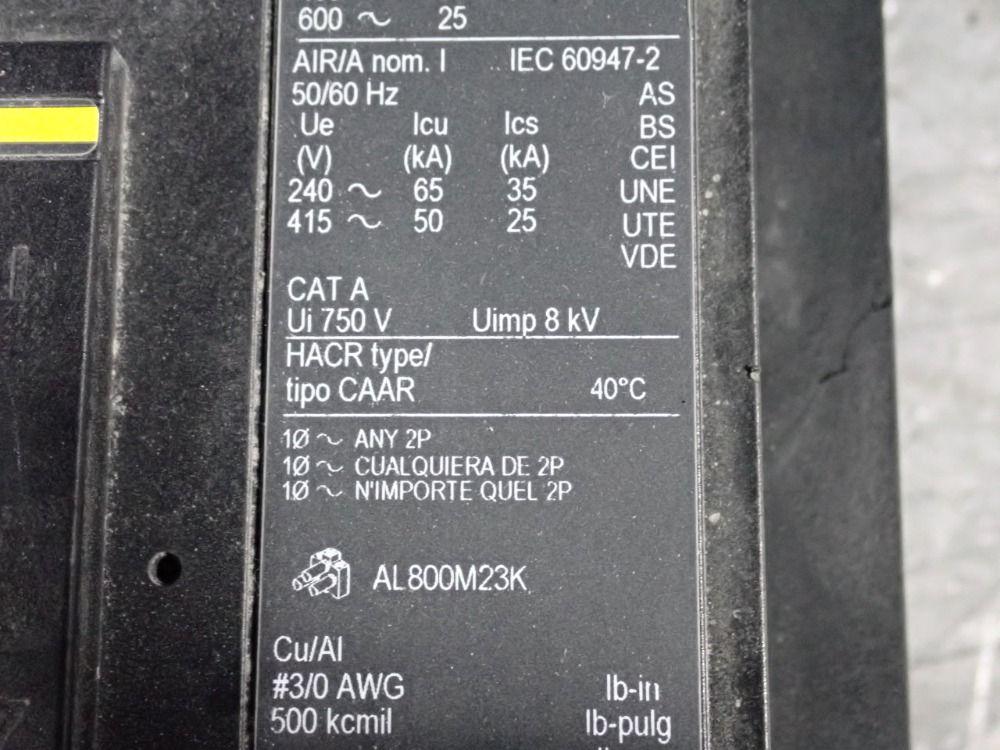 600 ~ 25
AIR/A nom. I IEC 60947-2
50/60 Hz AS
Ue Icu Ics BS
(V) (kA) (kA) CEI
240 ~ 65 35 UNE
415 ~ 50 25 UTE
VDE
CAT A
Ui 750 V Uimp 8 kV
HACR type/
tipo CAAR 40°C
1Ø ~ ANY 2P
1Ø ~ CUALQUIERA DE 2P
1Ø ~ N'IMPORTE QUEL 2P
AL800M23K
Cu/Al
#3/0 AWG lb-in
500 kcmil lb-pulg